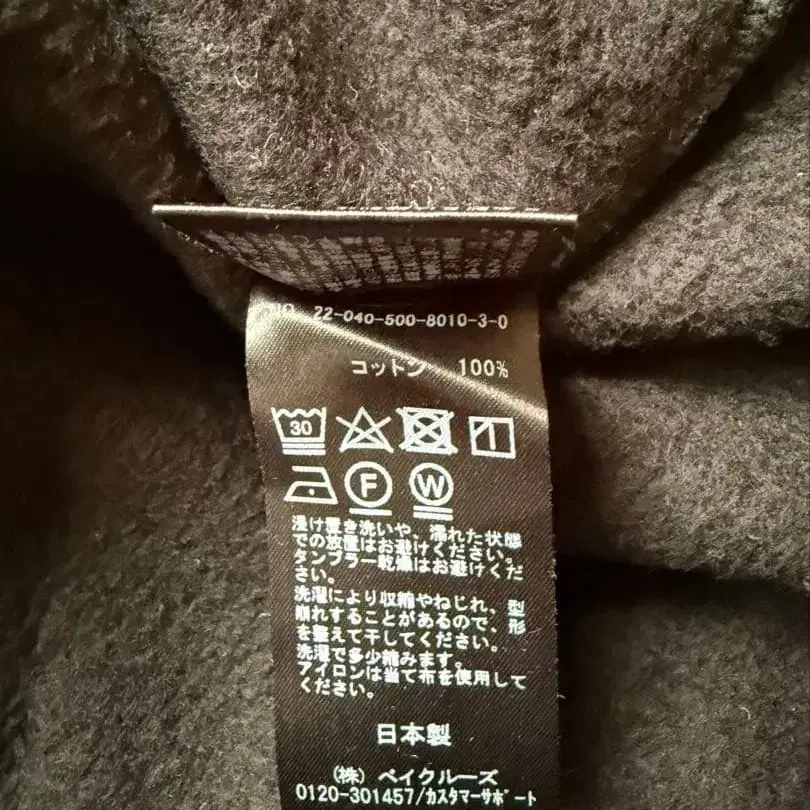 NO. 22-040-500-8010-3-0
コットン 100%
30
F W
浸け置き洗いや、濡れた状態
での放置はお避けください。
タンブラー乾燥はお避けくだ
さい。
洗濯により収縮やねじれ、型
崩れすることがあるので、形
を整えて干してください。
洗濯で多少縮みます。
アイロンは当て布を使用して
ください。
日本製
(株) ベイクルーズ
0120-301457/カスタマーサポート